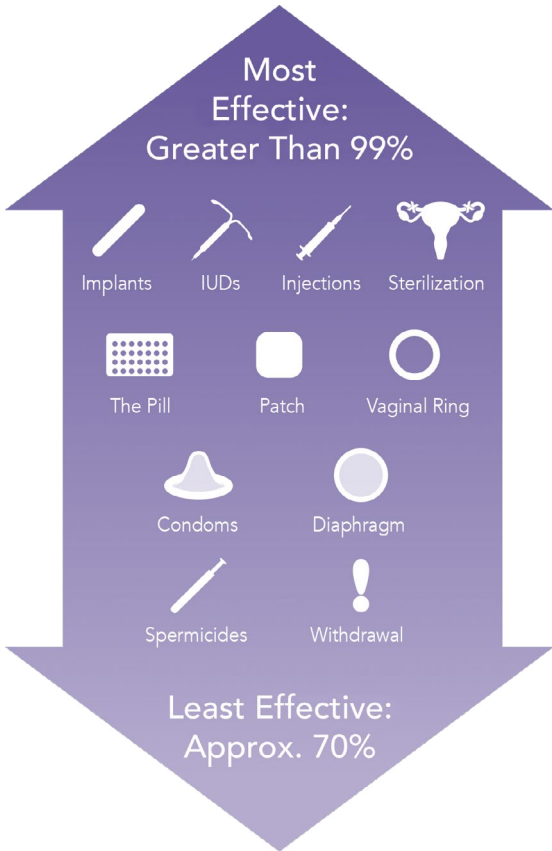 Most
Effective:
Greater Than 99%
Implants IUDs Injections Sterilization
The Pill Patch Vaginal Ring
Condoms Diaphragm
Spermicides Withdrawal
Least Effective:
Approx. 70%